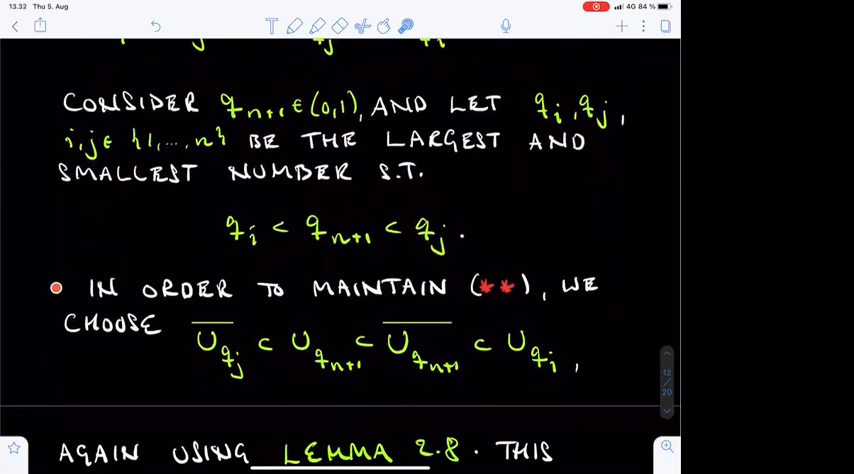 13.32 Thu 5. Aug
4G 84 %
CONSIDER q_{n+1} ∈ (0,1), AND LET q_i, q_j,
i,j ∈ {1,...,n} BE THE LARGEST AND
SMALLEST NUMBER S.T.
q_i < q_{n+1} < q_j.
IN ORDER TO MAINTAIN (**), WE
CHOOSE
\overline{U_{q_j}} ⊂ U_{q_{n+1}} ⊂ \overline{U_{q_{n+1}}} ⊂ U_{q_i},
12
/
20
AGAIN USING LEMMA 2.8. THIS